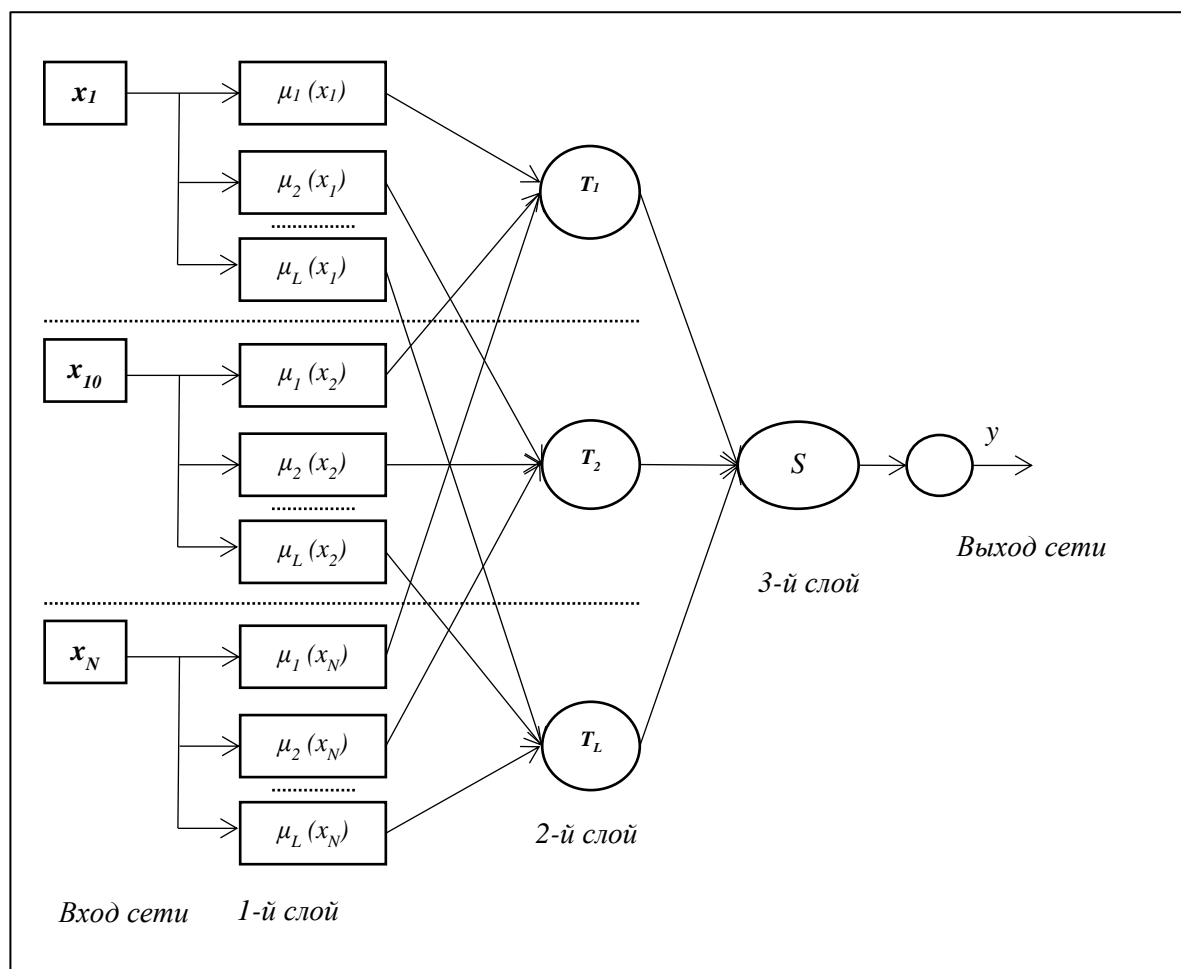 x1
μ1 (x1)
μ2 (x1)
μL (x1)
x10
μ1 (x2)
μ2 (x2)
μL (x2)
xN
μ1 (xN)
μ2 (xN)
μL (xN)
T1
T2
TL
S
y
Выход сети
3-й слой
2-й слой
Вход сети
1-й слой